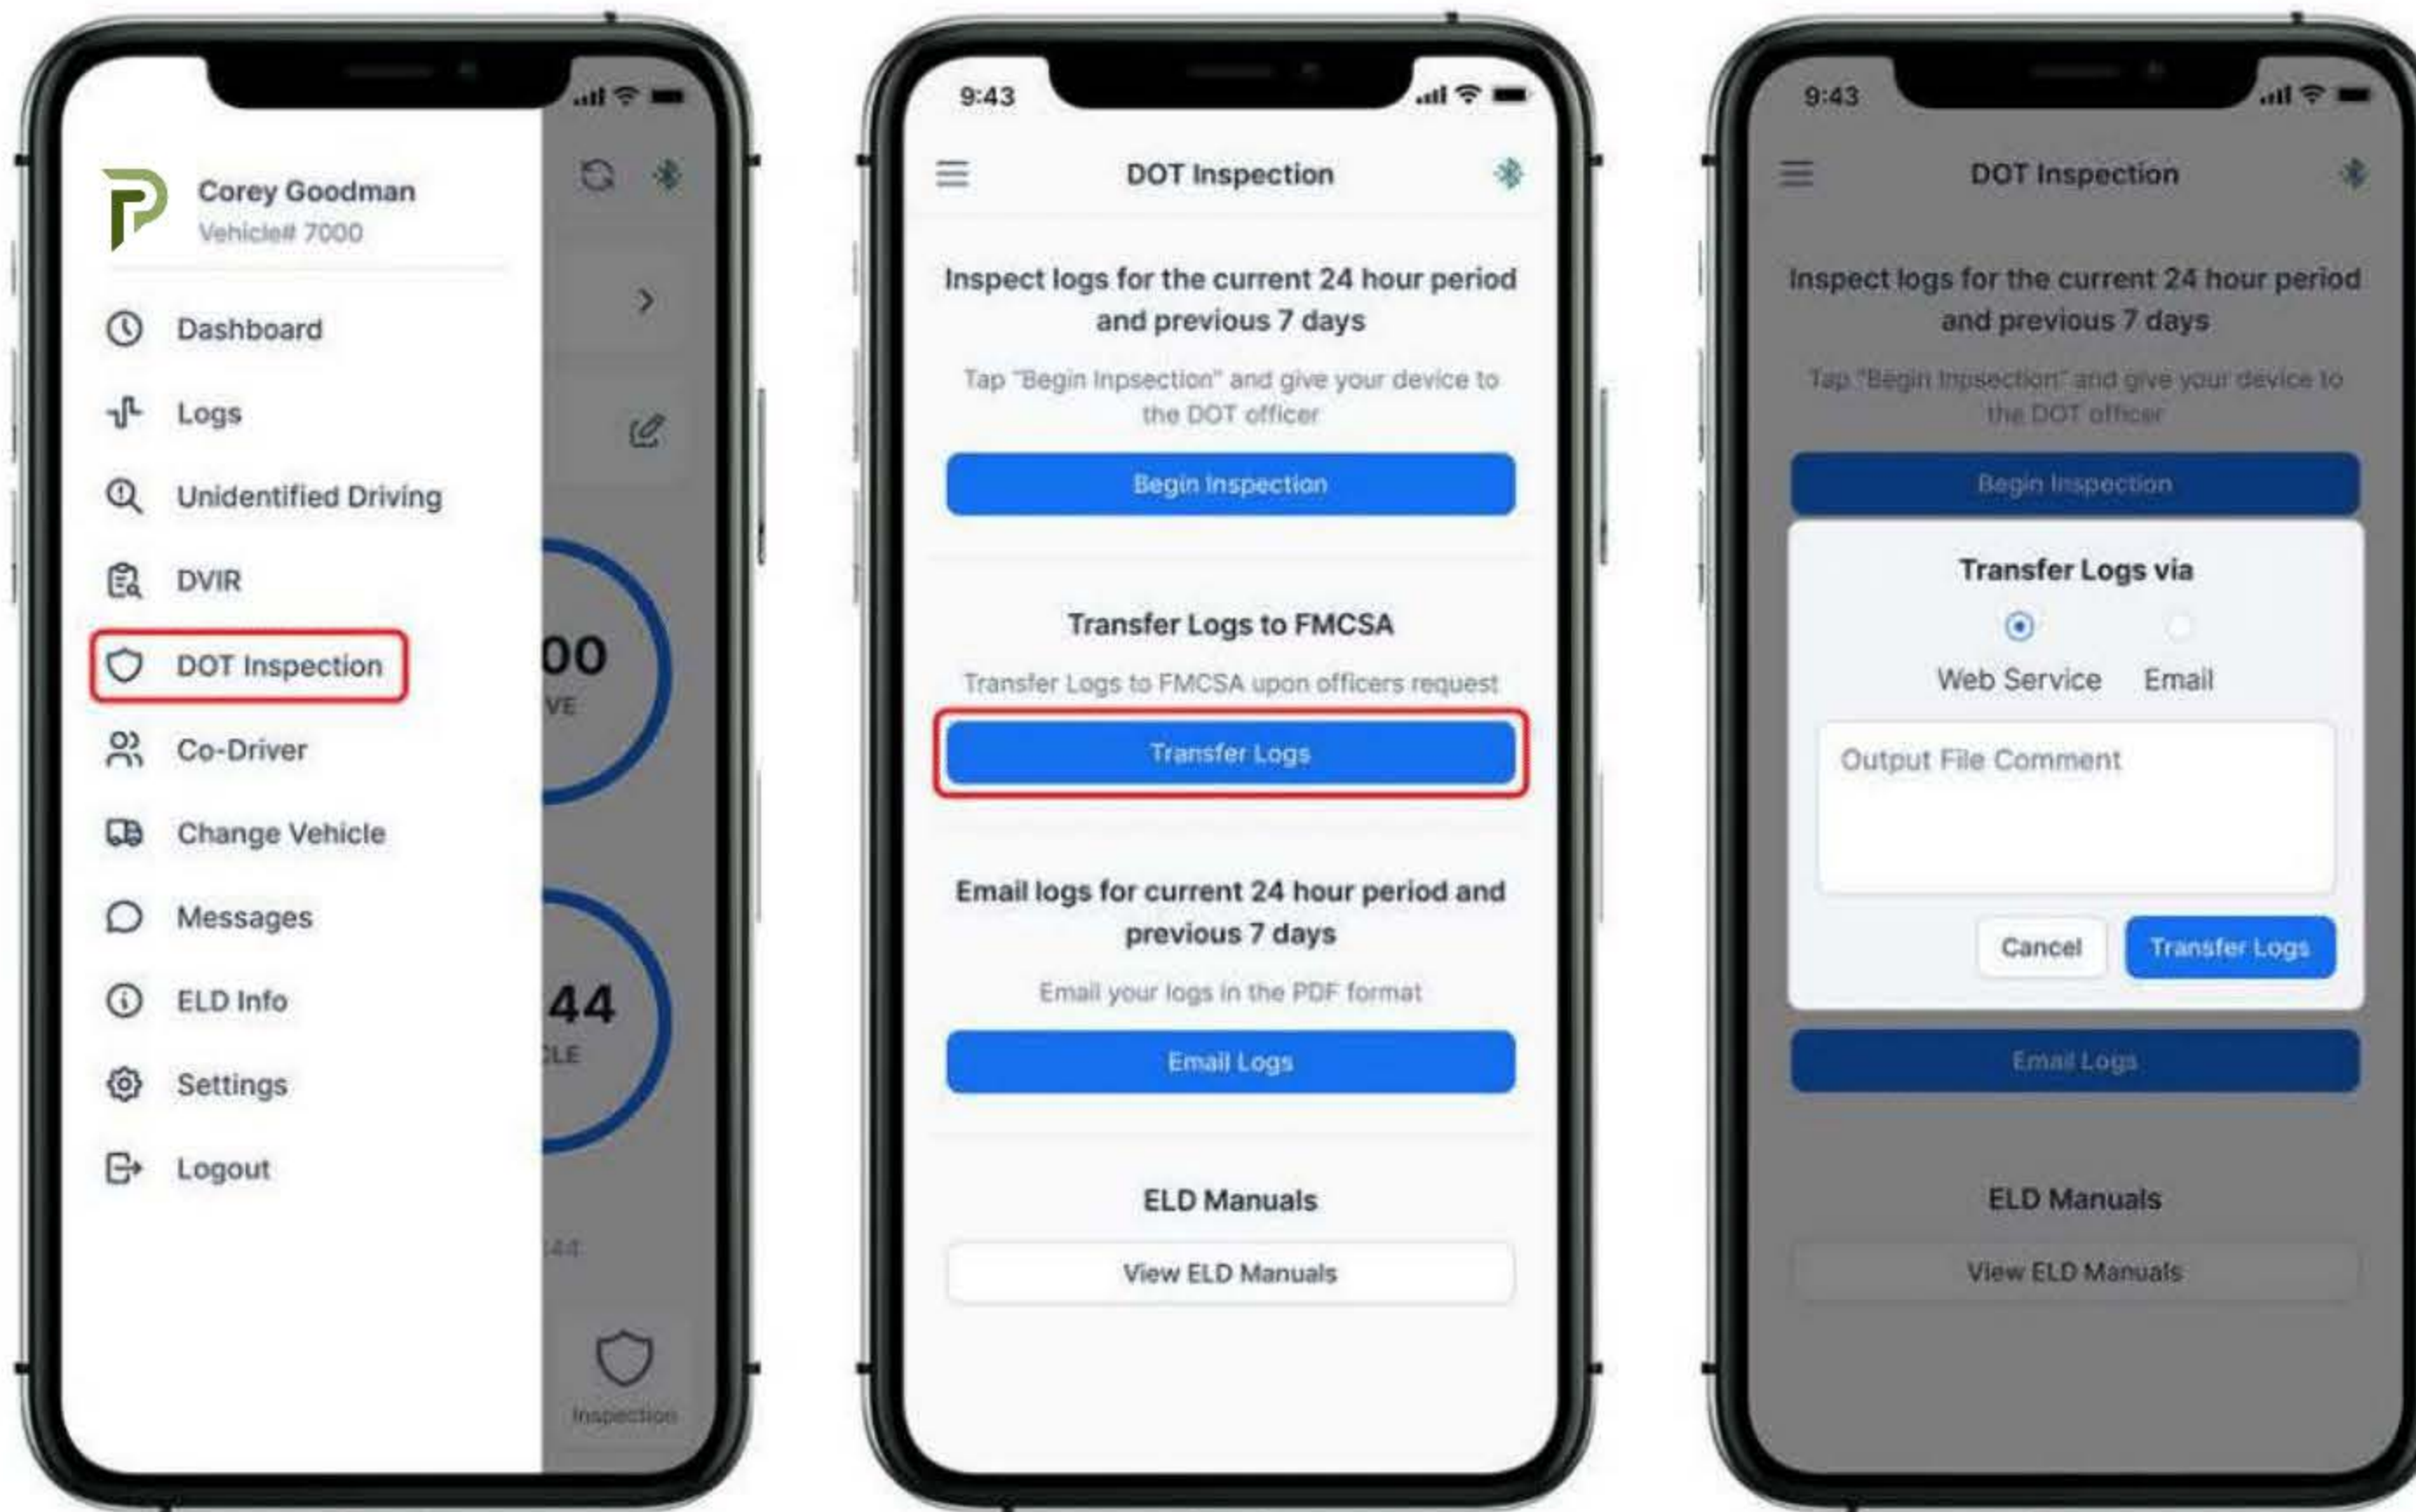 Corey Goodman
Vehicle# 7000
Dashboard
Logs
Unidentified Driving
DVIR
DOT Inspection
Co-Driver
Change Vehicle
Messages
ELD Info
Settings
Logout
00
VE
44
CLE
:44
Inspection
9:43
DOT Inspection
Inspect logs for the current 24 hour period
and previous 7 days
Tap "Begin Inpsection" and give your device to
the DOT officer
Begin Inspection
Transfer Logs to FMCSA
Transfer Logs to FMCSA upon officers request
Transfer Logs
Email logs for current 24 hour period and
previous 7 days
Email your logs in the PDF format
Email Logs
ELD Manuals
View ELD Manuals
9:43
DOT Inspection
Inspect logs for the current 24 hour period
and previous 7 days
Tap "Begin Inpsection" and give your device to
the DOT officer
Begin Inspection
Transfer Logs via
Web Service Email
Output File Comment
Cancel Transfer Logs
Email Logs
ELD Manuals
View ELD Manuals